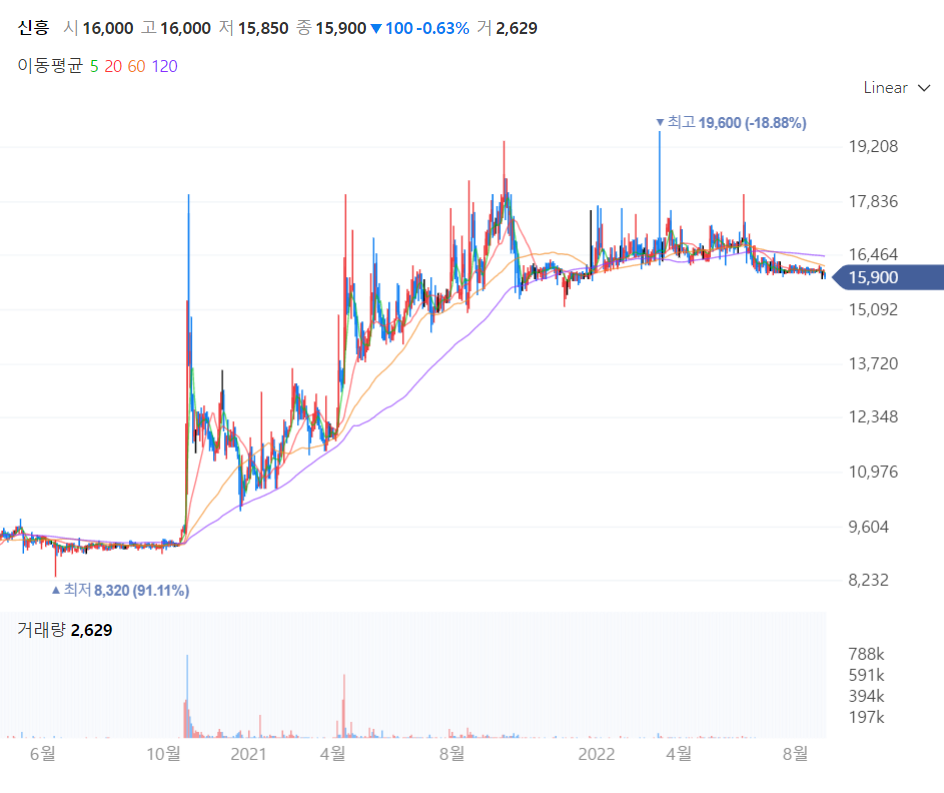 신흥 시 16,000 고 16,000 저 15,850 종 15,900 ▼ 100 -0.63% 거 2,629
이동평균 5 20 60 120
Linear
▼ 최고 19,600 (-18.88%)
19,208
17,836
16,464
15,900
15,092
13,720
12,348
10,976
9,604
8,232
▲ 최저 8,320 (91.11%)
거래량 2,629
788k
591k
394k
197k
6월 10월 2021 4월 8월 2022 4월 8월